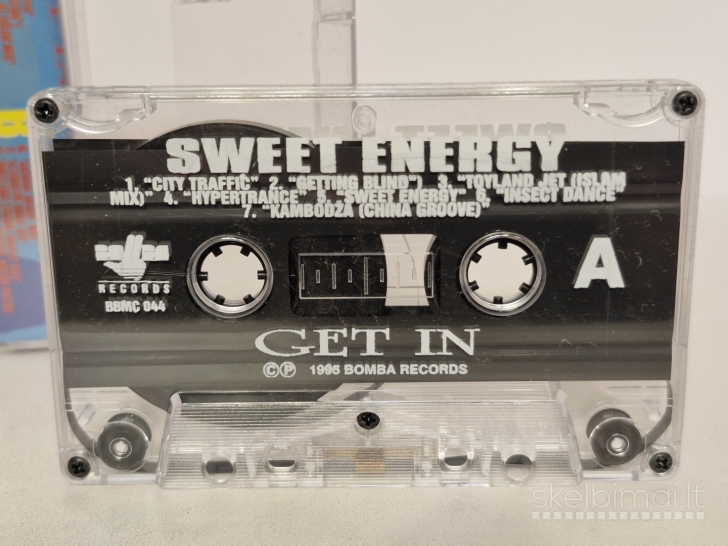 SWEET ENERGY
1. "CITY TRAFFIC" 2. "GETTING BLIND") 3. "TOYLAND JET (ISLAM
MIX)" 4. "HYPERTRANCE" 5. "SWEET ENERGY" 6. "INSECT DANCE"
7. "KAMBODŽA (CHINA GROOVE)
RECORDS
BBMC 044
A
GET IN
©℗ 1995 BOMBA RECORDS
skelbimai.lt